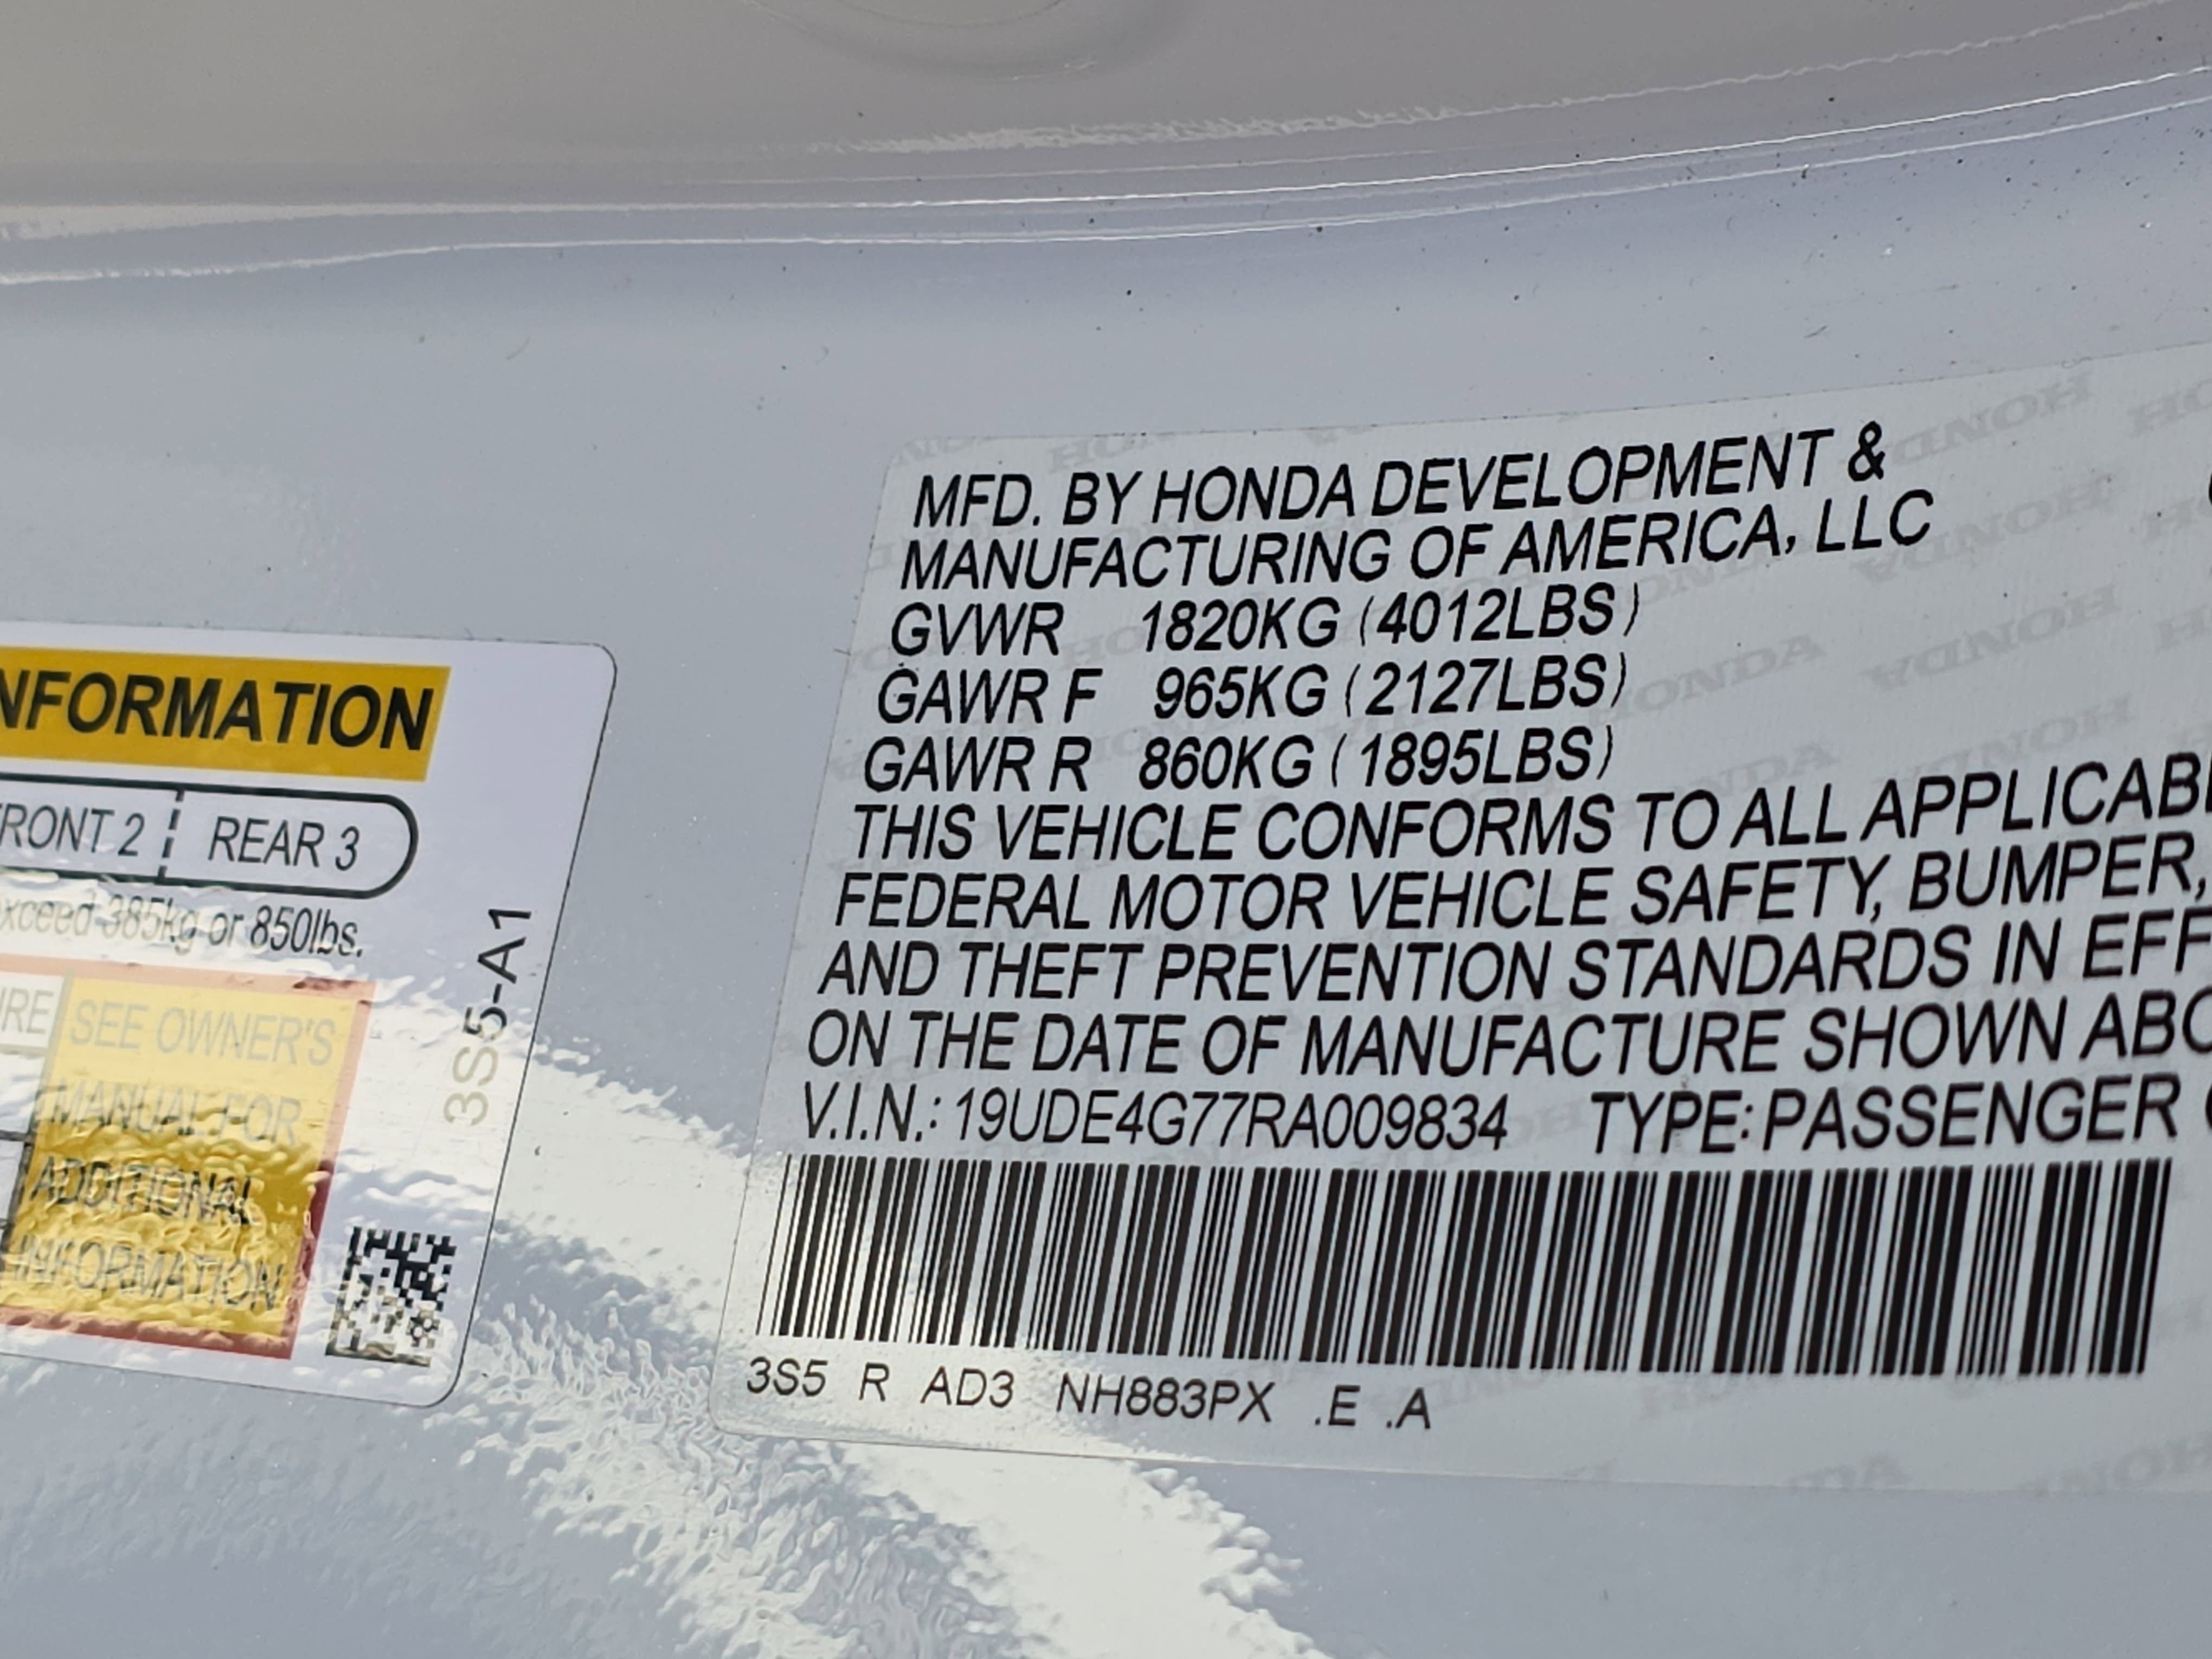 NFORMATION
FRONT 2 REAR 3
xceed 385kg or 850lbs.
URE
SEE OWNER'S
MANUAL FOR
ADDITIONAL
INFORMATION
3S5-A1
MFD. BY HONDA DEVELOPMENT &
MANUFACTURING OF AMERICA, LLC
GVWR 1820KG (4012LBS)
GAWR F 965KG (2127LBS)
GAWR R 860KG (1895LBS)
THIS VEHICLE CONFORMS TO ALL APPLICABL
FEDERAL MOTOR VEHICLE SAFETY, BUMPER,
AND THEFT PREVENTION STANDARDS IN EFF
ON THE DATE OF MANUFACTURE SHOWN ABO
V.I.N.: 19UDE4G77RA009834 TYPE: PASSENGER
3S5 R AD3 NH883PX .E .A